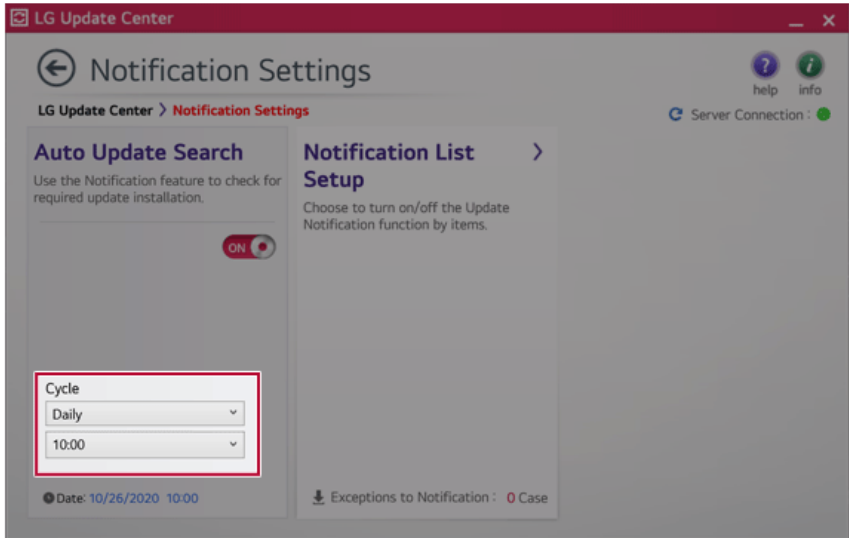 LG Update Center
Notification Settings
help
info
LG Update Center > Notification Settings
Server Connection :
Auto Update Search
Use the Notification feature to check for
required update installation.
ON
Cycle
Daily
10:00
Date: 10/26/2020 10:00
Notification List
Setup
Choose to turn on/off the Update
Notification function by items.
Exceptions to Notification : 0 Case